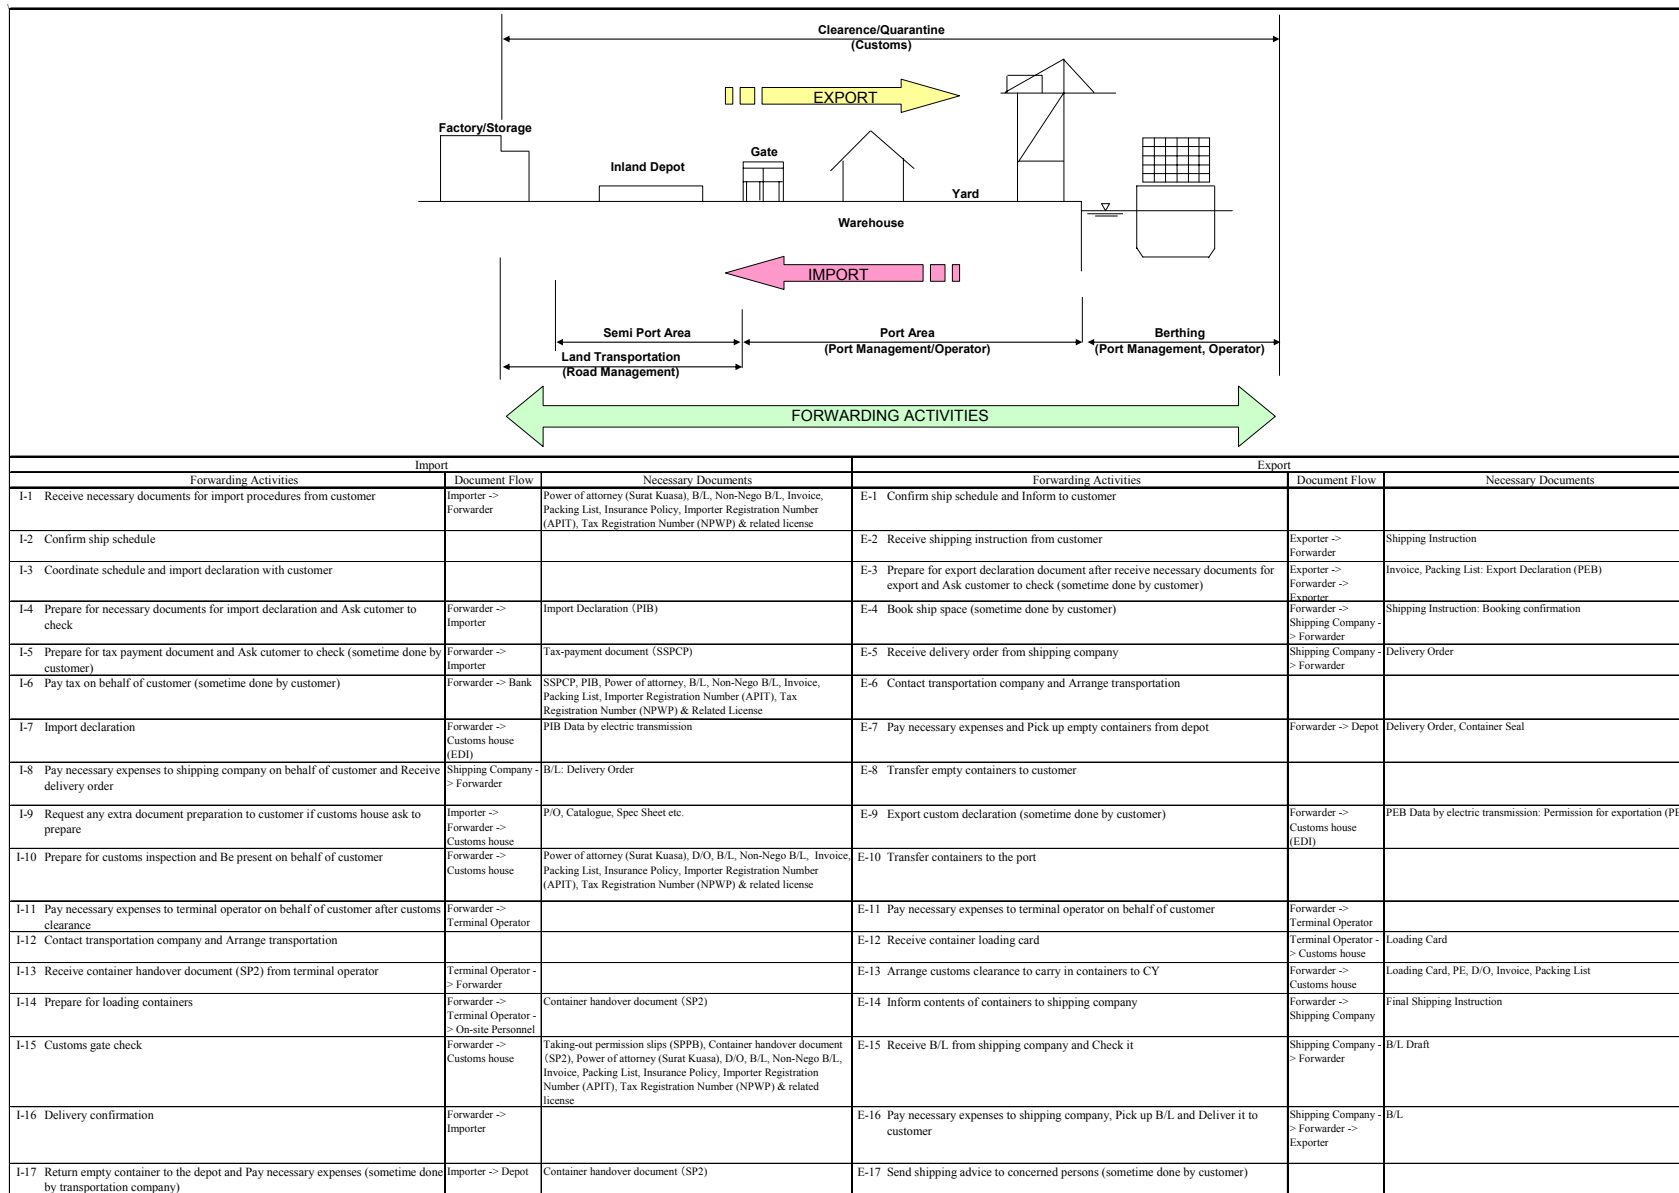 Clearence/Quarantine
(Customs)
EXPORT
Factory/Storage
Gate
Inland Depot
Yard
Warehouse
IMPORT
Semi Port Area
Port Area
Berthing
(Port Management/Operator)
(Port Management, Operator)
Land Transportation
(Road Management)
FORWARDING ACTIVITIES
Import
Export
Forwarding Activities
Document Flow
Necessary Documents
Forwarding Activities
Document Flow
Necessary Documents
I-1 Receive necessary documents for import procedures from customer
Importer ->
Forwarder
Power of attorney (Surat Kuasa), B/L, Non-Nego B/L, Invoice,
Packing List, Insurance Policy, Importer Registration Number
(APIT), Tax Registration Number (NPWP) & related license
E-1 Confirm ship schedule and Inform to customer
I-2 Confirm ship schedule
E-2 Receive shipping instruction from customer
Exporter ->
Forwarder
Shipping Instruction
I-3 Coordinate schedule and import declaration with customer
E-3 Prepare for export declaration document after receive necessary documents for
export and Ask customer to check (sometime done by customer)
Exporter ->
Forwarder ->
Exporter
Invoice, Packing List: Export Declaration (PEB)
I-4 Prepare for necessary documents for import declaration and Ask cutomer to
check
Forwarder ->
Importer
Import Declaration (PIB)
E-4 Book ship space (sometime done by customer)
Forwarder ->
Shipping Company -
> Forwarder
Shipping Instruction: Booking confirmation
I-5 Prepare for tax payment document and Ask cutomer to check (sometime done by
customer)
Forwarder ->
Importer
Tax-payment document (SSPCP)
E-5 Receive delivery order from shipping company
Shipping Company -
> Forwarder
Delivery Order
I-6 Pay tax on behalf of customer (sometime done by customer)
Forwarder -> Bank
SSPCP, PIB, Power of attorney, B/L, Non-Nego B/L, Invoice,
Packing List, Importer Registration Number (APIT), Tax
Registration Number (NPWP) & Related License
E-6 Contact transportation company and Arrange transportation
I-7 Import declaration
Forwarder ->
Customs house
(EDI)
PIB Data by electric transmission
E-7 Pay necessary expenses and Pick up empty containers from depot
Forwarder -> Depot
Delivery Order, Container Seal
I-8 Pay necessary expenses to shipping company on behalf of customer and Receive
delivery order
Shipping Company -
> Forwarder
B/L: Delivery Order
E-8 Transfer empty containers to customer
I-9 Request any extra document preparation to customer if customs house ask to
prepare
Importer ->
Forwarder ->
Customs house
P/O, Catalogue, Spec Sheet etc.
E-9 Export custom declaration (sometime done by customer)
Forwarder ->
Customs house
(EDI)
PEB Data by electric transmission: Permission for exportation (PE
I-10 Prepare for customs inspection and Be present on behalf of customer
Forwarder ->
Customs house
Power of attorney (Surat Kuasa), D/O, B/L, Non-Nego B/L, Invoice,
Packing List, Insurance Policy, Importer Registration Number
(APIT), Tax Registration Number (NPWP) & related license
E-10 Transfer containers to the port
I-11 Pay necessary expenses to terminal operator on behalf of customer after customs
clearance
Forwarder ->
Terminal Operator
E-11 Pay necessary expenses to terminal operator on behalf of customer
Forwarder ->
Terminal Operator
I-12 Contact transportation company and Arrange transportation
E-12 Receive container loading card
Terminal Operator -
> Customs house
Loading Card
I-13 Receive container handover document (SP2) from terminal operator
Terminal Operator -
> Forwarder
E-13 Arrange customs clearance to carry in containers to CY
Forwarder ->
Customs house
Loading Card, PE, D/O, Invoice, Packing List
I-14 Prepare for loading containers
Forwarder ->
Terminal Operator -
> On-site Personnel
Container handover document (SP2)
E-14 Inform contents of containers to shipping company
Forwarder ->
Shipping Company
Final Shipping Instruction
I-15 Customs gate check
Forwarder ->
Customs house
Taking-out permission slips (SPPB), Container handover document
(SP2), Power of attorney (Surat Kuasa), D/O, B/L, Non-Nego B/L,
Invoice, Packing List, Insurance Policy, Importer Registration
Number (APIT), Tax Registration Number (NPWP) & related
license
E-15 Receive B/L from shipping company and Check it
Shipping Company -
> Forwarder
B/L Draft
I-16 Delivery confirmation
Forwarder ->
Importer
E-16 Pay necessary expenses to shipping company, Pick up B/L and Deliver it to
customer
Shipping Company -
> Forwarder ->
Exporter
B/L
I-17 Return empty container to the depot and Pay necessary expenses (sometime done
by transportation company)
Importer -> Depot
Container handover document (SP2)
E-17 Send shipping advice to concerned persons (sometime done by customer)